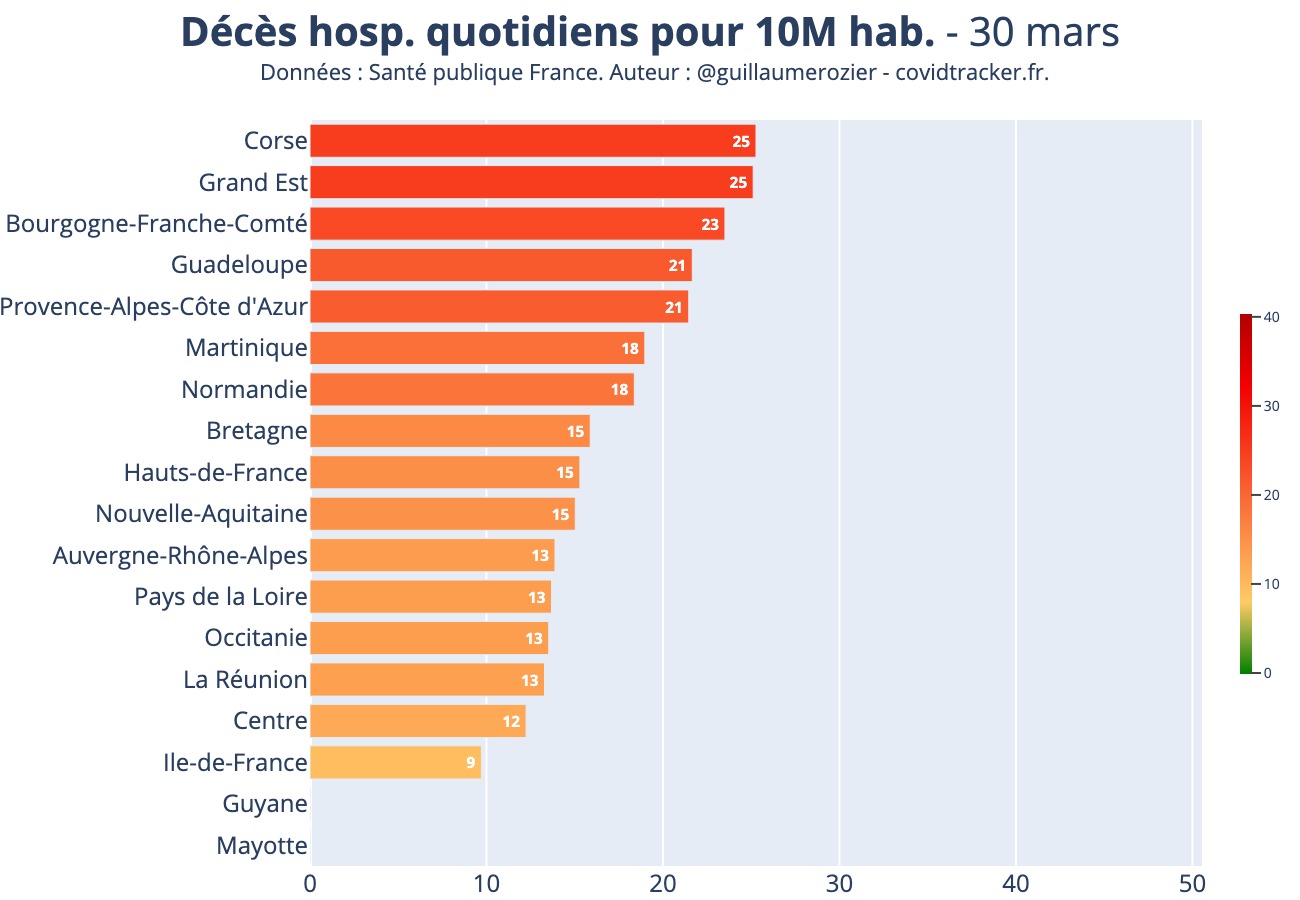 Décès hosp. quotidiens pour 10M hab. - 30 mars
Données : Santé publique France. Auteur : @guillaumerozier - covidtracker.fr.
Corse 25
Grand Est 25
Bourgogne-Franche-Comté 23
Guadeloupe 21
Provence-Alpes-Côte d'Azur 21
Martinique 18
Normandie 18
Bretagne 15
Hauts-de-France 15
Nouvelle-Aquitaine 15
Auvergne-Rhône-Alpes 13
Pays de la Loire 13
Occitanie 13
La Réunion 13
Centre 12
Ile-de-France 9
Guyane
Mayotte
0 10 20 30 40 50
40
30
20
10
0